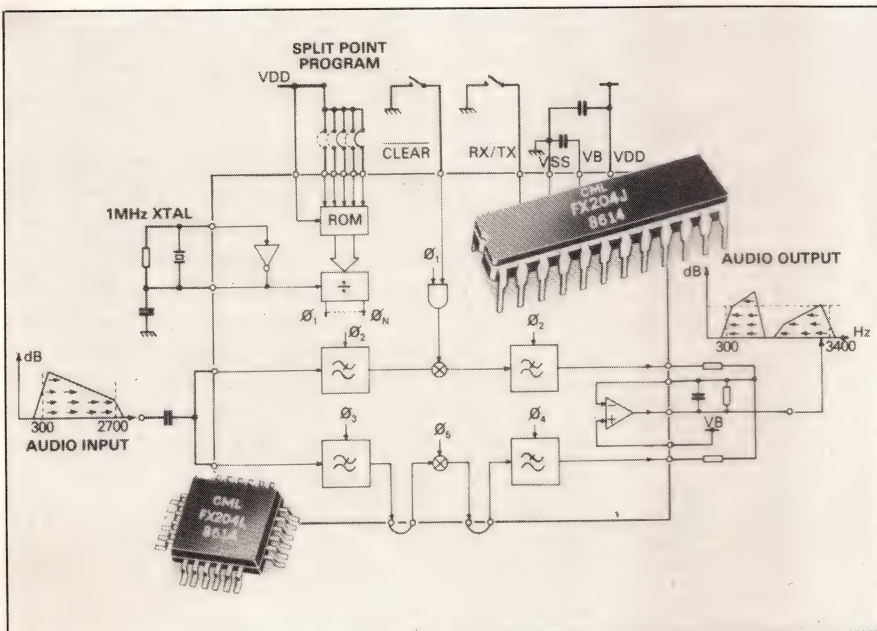 SPLIT POINT
PROGRAM
VDD
CLEAR
RX/TX
VSS
VB
VDD
1MHz XTAL
ROM
÷
Ø1
ØN
Ø1
CML
FX204J
8614
AUDIO OUTPUT
dB
300
3400
Hz
dB
300
2700
AUDIO INPUT
Ø2
Ø2
Ø3
Ø5
Ø4
VB
CML
FX204L
8614